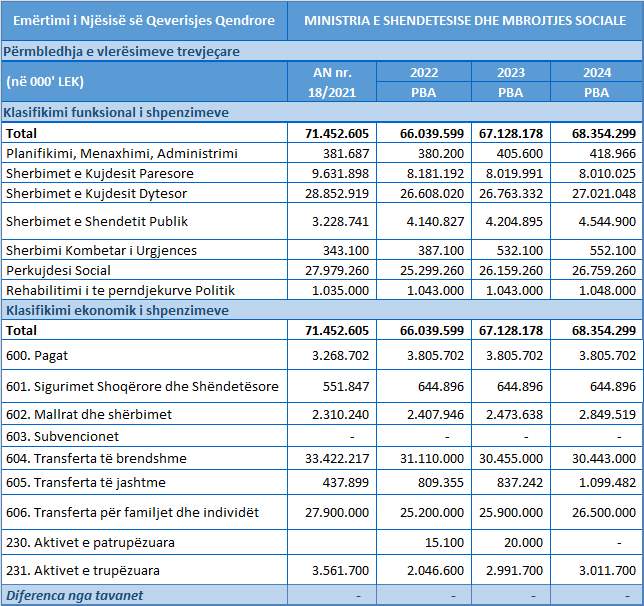 Emërtimi i Njësisë së Qeverisjes Qendrore MINISTRIA E SHENDETESISE DHE MBROJTJES SOCIALE
Përmbledhja e vlerësimeve trevjeçare
(në 000' LEK) AN nr. 18/2021 2022 PBA 2023 PBA 2024 PBA
Klasifikimi funksional i shpenzimeve
Total 71.452.605 66.039.599 67.128.178 68.354.299
Planifikimi, Menaxhimi, Administrimi 381.687 380.200 405.600 418.966
Sherbimet e Kujdesit Paresore 9.631.898 8.181.192 8.019.991 8.010.025
Sherbimet e Kujdesit Dytesor 28.852.919 26.608.020 26.763.332 27.021.048
Sherbimet e Shendetit Publik 3.228.741 4.140.827 4.204.895 4.544.900
Sherbimi Kombetar i Urgjences 343.100 387.100 532.100 552.100
Perkujdesi Social 27.979.260 25.299.260 26.159.260 26.759.260
Rehabilitimi i te perndjekurve Politik 1.035.000 1.043.000 1.043.000 1.048.000
Klasifikimi ekonomik i shpenzimeve
Total 71.452.605 66.039.599 67.128.178 68.354.299
600. Pagat 3.268.702 3.805.702 3.805.702 3.805.702
601. Sigurimet Shoqërore dhe Shëndetësore 551.847 644.896 644.896 644.896
602. Mallrat dhe shërbimet 2.310.240 2.407.946 2.473.638 2.849.519
603. Subvencionet - - - -
604. Transferta të brendshme 33.422.217 31.110.000 30.455.000 30.443.000
605. Transferta të jashtme 437.899 809.355 837.242 1.099.482
606. Transferta për familjet dhe individët 27.900.000 25.200.000 25.900.000 26.500.000
230. Aktivet e patrupëzuara 15.100 20.000 -
231. Aktivet e trupëzuara 3.561.700 2.046.600 2.991.700 3.011.700
Diferenca nga tavanet - - - -